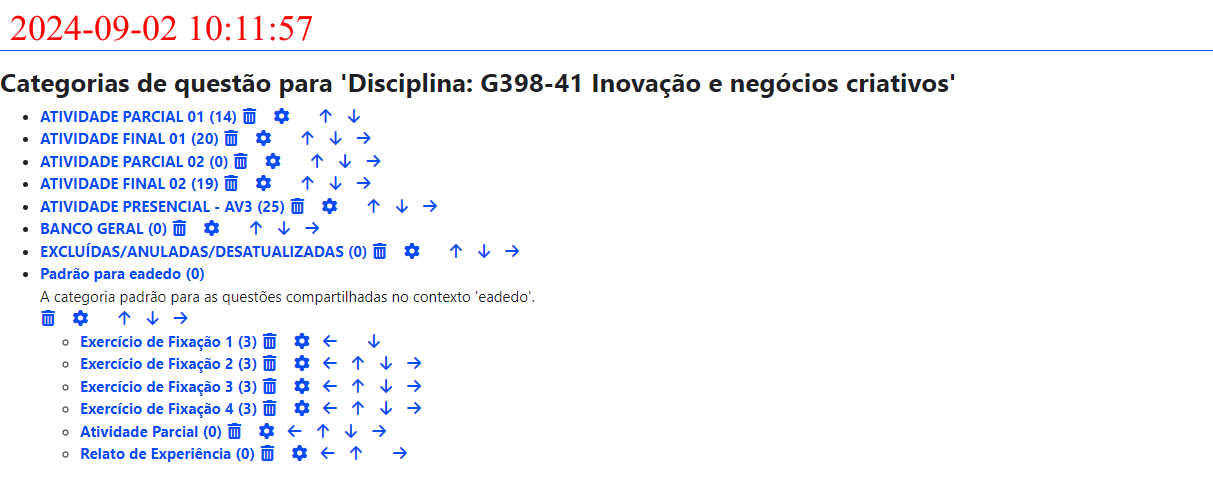 2024-09-02 10:11:57
Categorias de questão para 'Disciplina: G398-41 Inovação e negócios criativos'
ATIVIDADE PARCIAL 01 (14)
ATIVIDADE FINAL 01 (20)
ATIVIDADE PARCIAL 02 (0)
ATIVIDADE FINAL 02 (19)
ATIVIDADE PRESENCIAL - AV3 (25)
BANCO GERAL (0)
EXCLUÍDAS/ANULADAS/DESATUALIZADAS (0)
Padrão para eadedo (0)
A categoria padrão para as questões compartilhadas no contexto 'eadedo'.
Exercício de Fixação 1 (3)
Exercício de Fixação 2 (3)
Exercício de Fixação 3 (3)
Exercício de Fixação 4 (3)
Atividade Parcial (0)
Relato de Experiência (0)